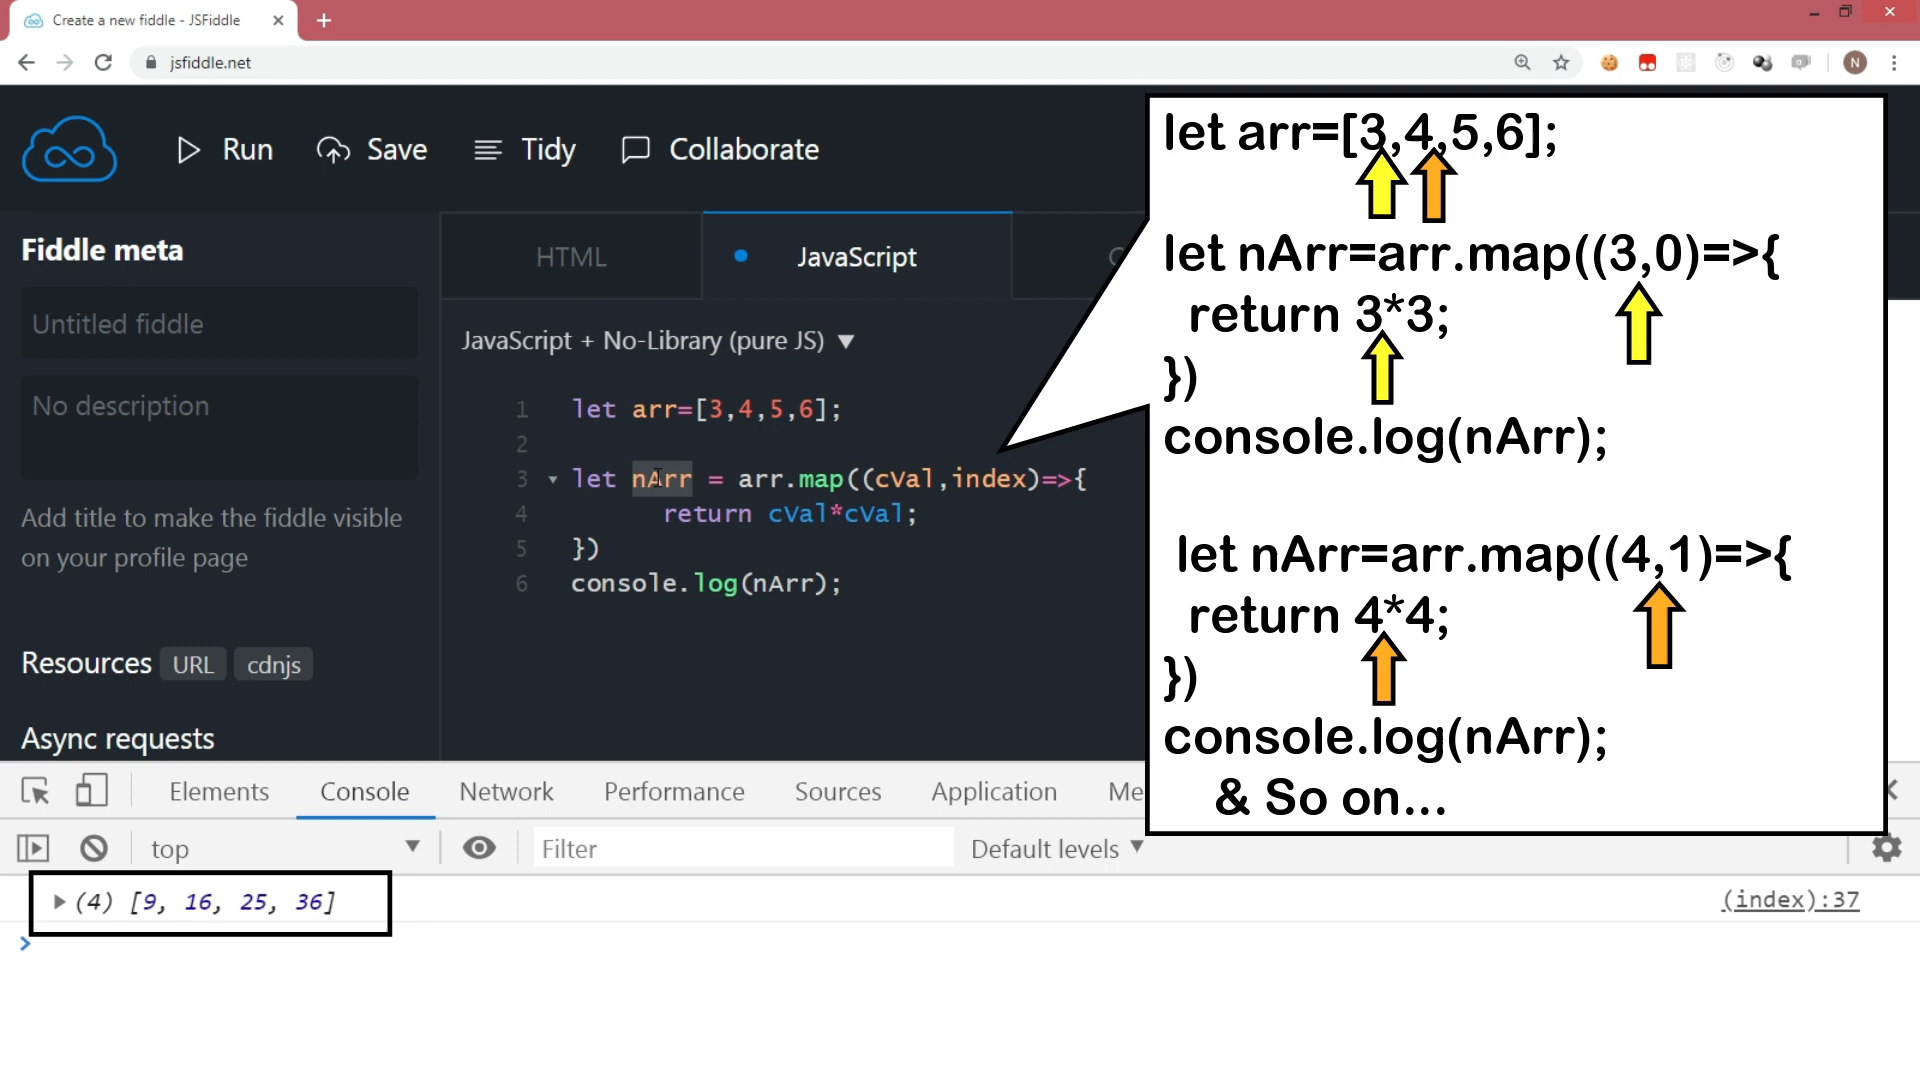 Create a new fiddle - JSFiddle
jsfiddle.net
N
Run
Save
Tidy
Collaborate
Fiddle meta
Untitled fiddle
No description
Add title to make the fiddle visible
on your profile page
Resources URL cdnjs
Async requests
HTML
JavaScript
C
JavaScript + No-Library (pure JS) ▼
1 let arr=[3,4,5,6];
2
3 let nArr = arr.map((cVal,index)=>{
4 return cVal*cVal;
5 })
6 console.log(nArr);
let arr=[3,4,5,6];
let nArr=arr.map((3,0)=>{
return 3*3;
})
console.log(nArr);
let nArr=arr.map((4,1)=>{
return 4*4;
})
console.log(nArr);
& So on...
Elements
Console
Network
Performance
Sources
Application
Me
top
Filter
Default levels
(4) [9, 16, 25, 36]
(index):37